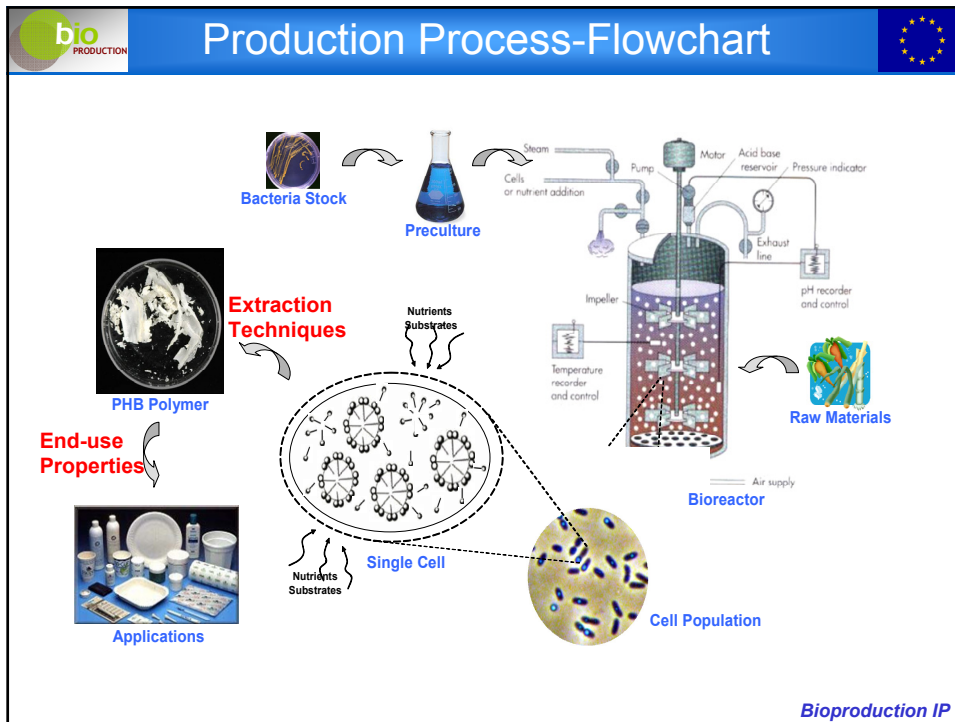 bio
PRODUCTION
Production Process-Flowchart
Bacteria Stock
Preculture
Steam
Cells
or nutrient addition
Motor
Pump
Acid base
reservoir
Pressure indicator
Exhaust
line
pH recorder
and control
Impeller
Temperature
recorder
and control
Raw Materials
Air supply
Bioreactor
Extraction
Techniques
Nutrients
Substrates
PHB Polymer
End-use
Properties
Single Cell
Nutrients
Substrates
Cell Population
Applications
Bioproduction IP